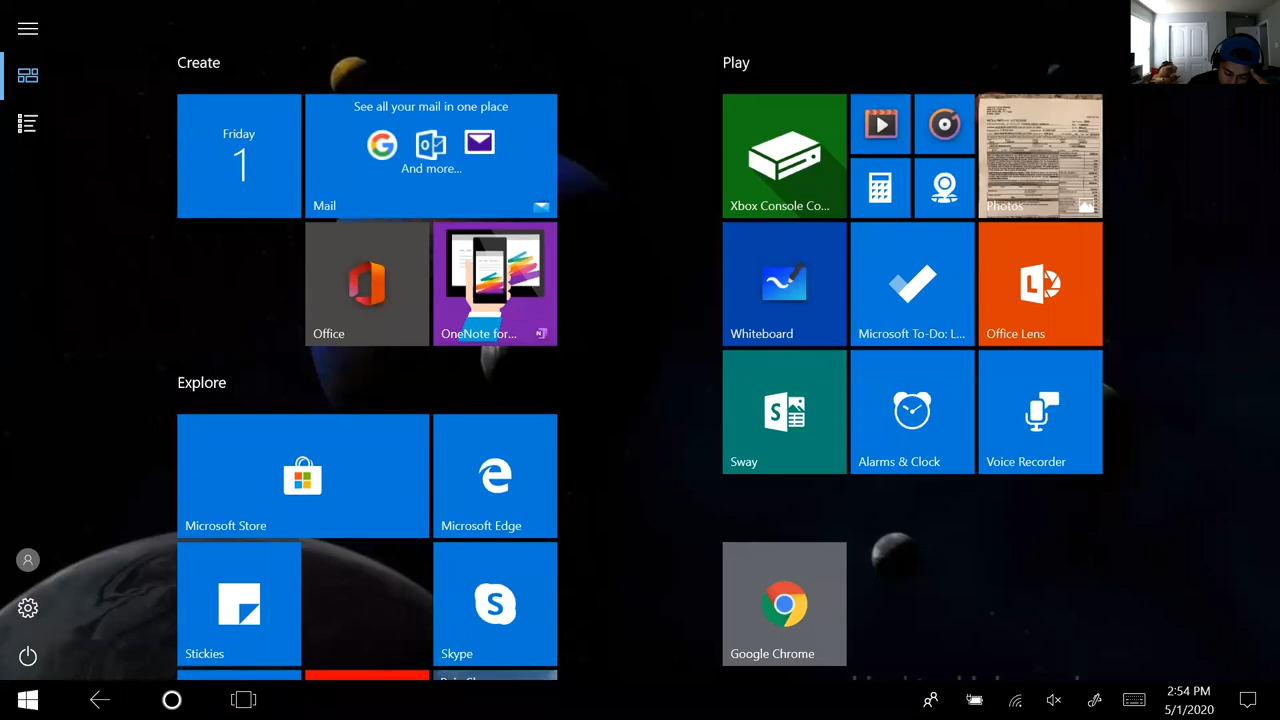 Create
Play
Friday
1
See all your mail in one place
And more...
Mail
Xbox Console Co...
Photos
Office
OneNote for...
Whiteboard
Microsoft To-Do: L...
Office Lens
Explore
Sway
Alarms & Clock
Voice Recorder
Microsoft Store
Microsoft Edge
Stickies
Skype
Google Chrome
2:54 PM
5/1/2020